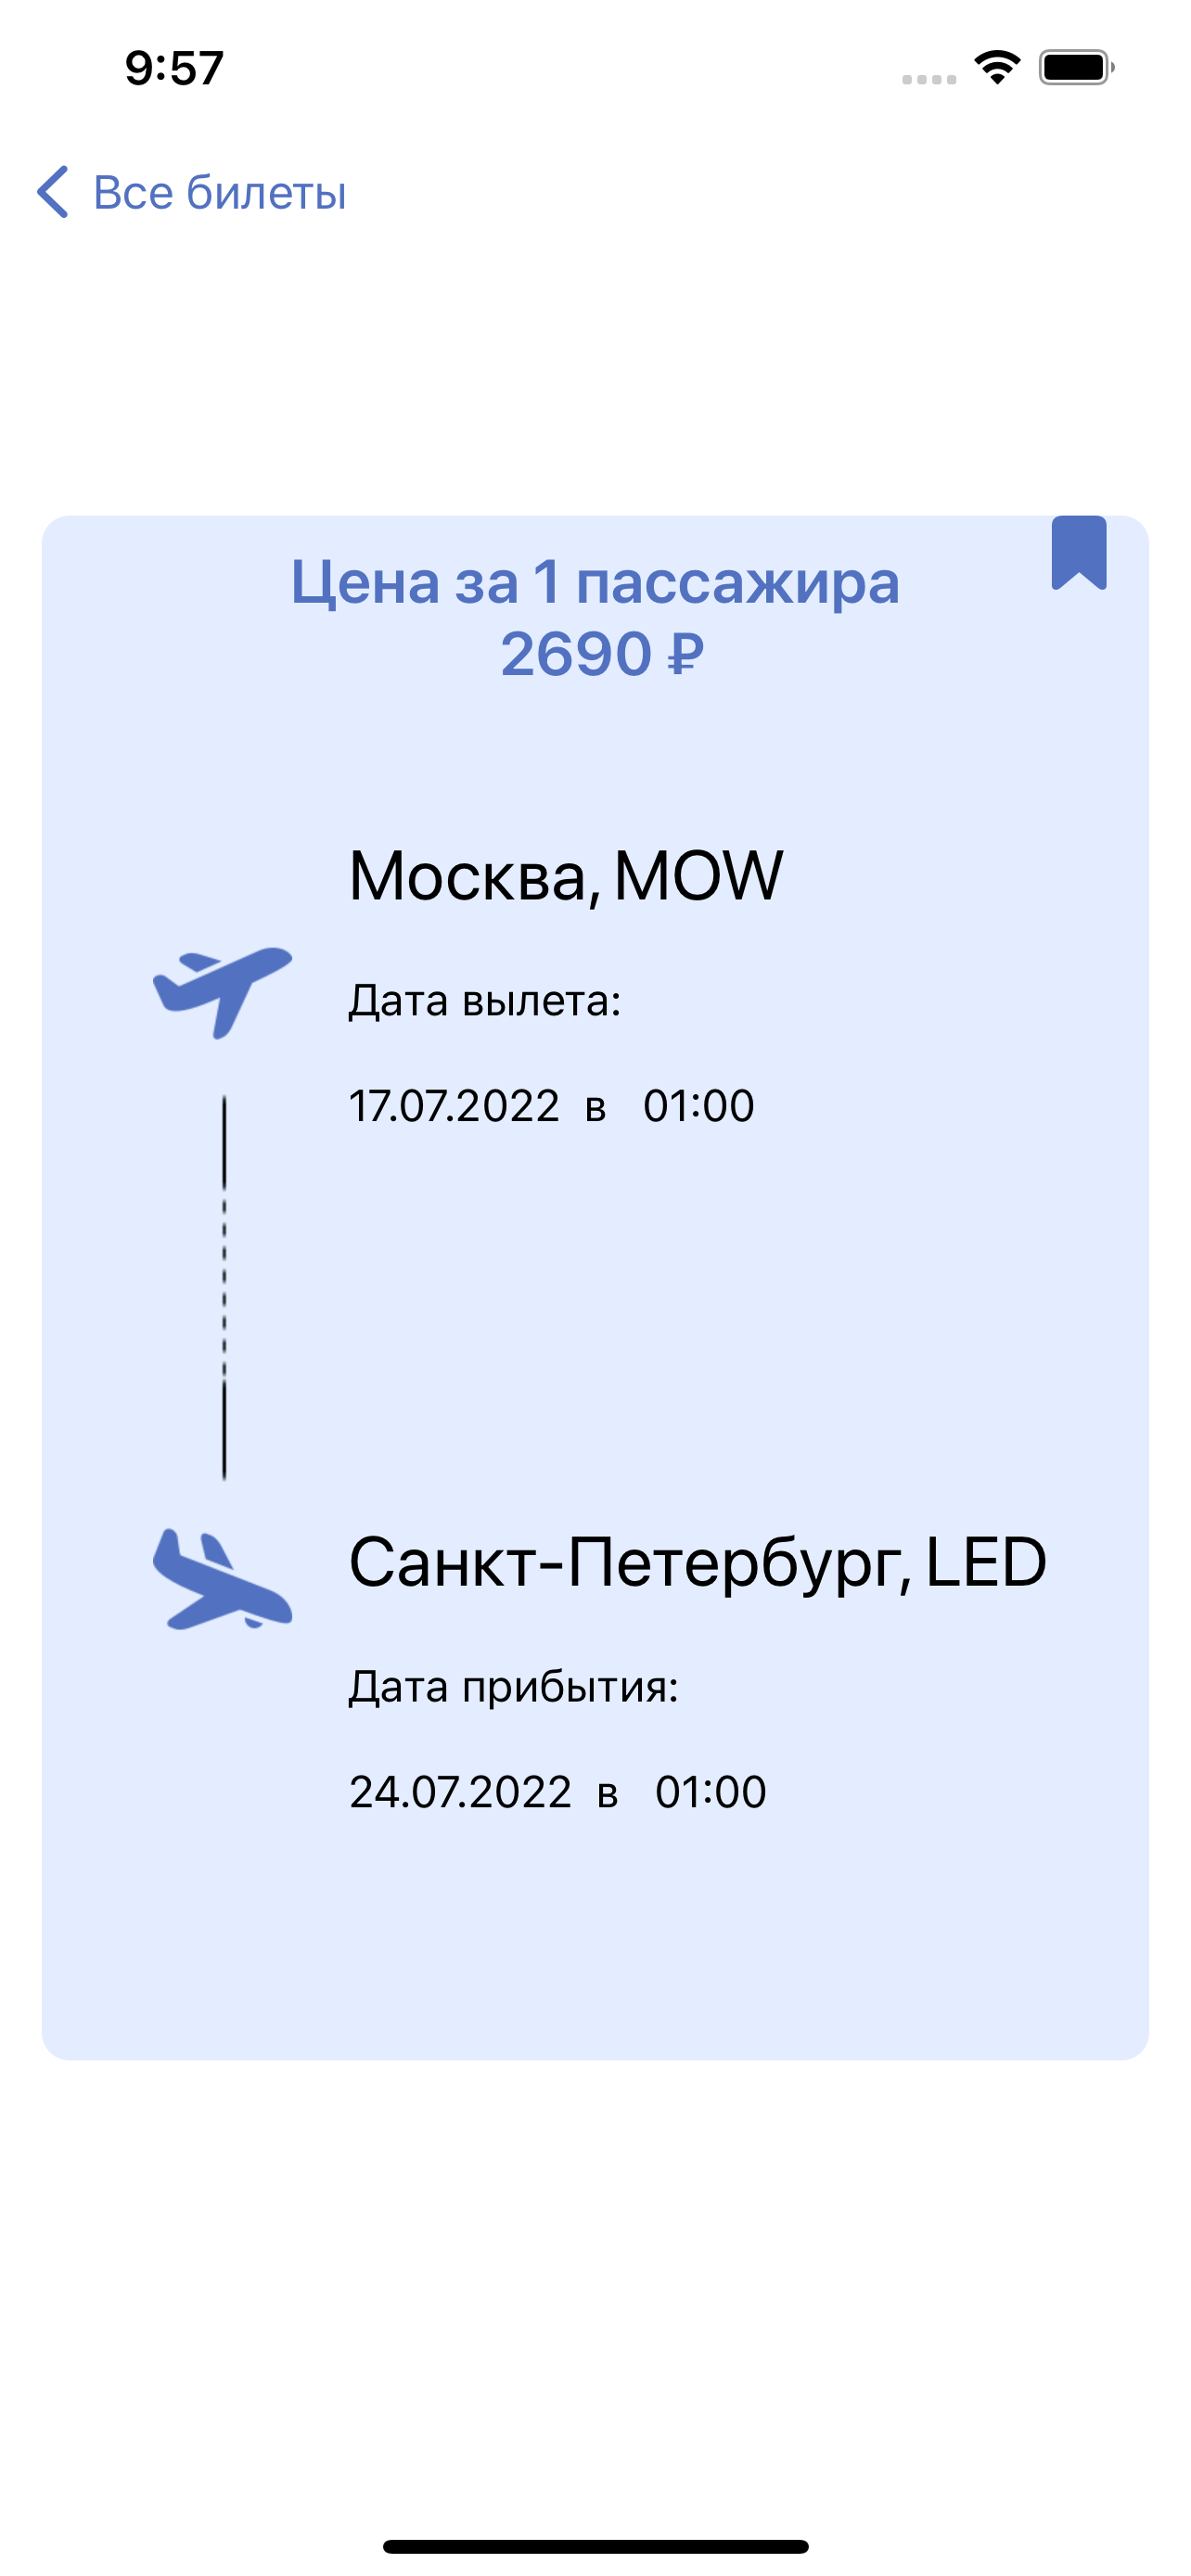 9:57
Все билеты
Цена за 1 пассажира
2690 ₽
Москва, MOW
Дата вылета:
17.07.2022 в 01:00
Санкт-Петербург, LED
Дата прибытия:
24.07.2022 в 01:00